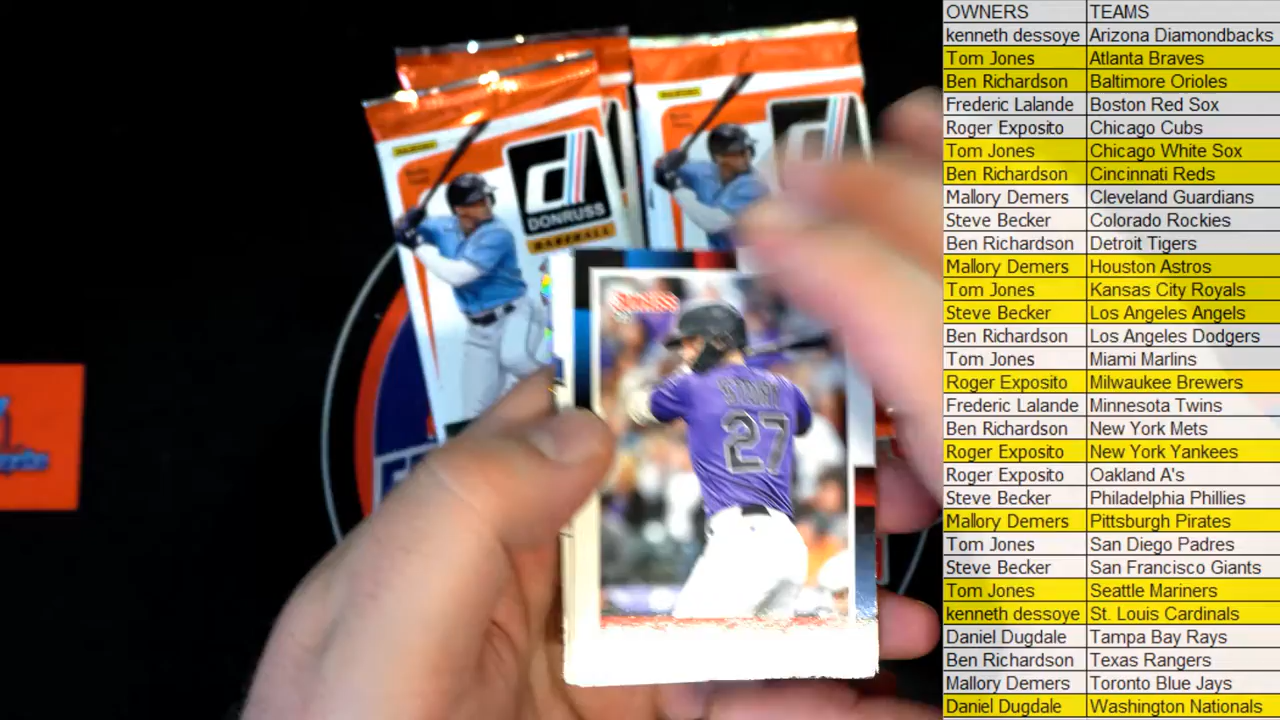 OWNERS TEAMS
kenneth dessoye Arizona Diamondbacks
Tom Jones Atlanta Braves
Ben Richardson Baltimore Orioles
Frederic Lalande Boston Red Sox
Roger Exposito Chicago Cubs
Tom Jones Chicago White Sox
Ben Richardson Cincinnati Reds
Mallory Demers Cleveland Guardians
Steve Becker Colorado Rockies
Ben Richardson Detroit Tigers
Mallory Demers Houston Astros
Tom Jones Kansas City Royals
Steve Becker Los Angeles Angels
Ben Richardson Los Angeles Dodgers
Tom Jones Miami Marlins
Roger Exposito Milwaukee Brewers
Frederic Lalande Minnesota Twins
Ben Richardson New York Mets
Roger Exposito New York Yankees
Roger Exposito Oakland A's
Steve Becker Philadelphia Phillies
Mallory Demers Pittsburgh Pirates
Tom Jones San Diego Padres
Steve Becker San Francisco Giants
Tom Jones Seattle Mariners
kenneth dessoye St. Louis Cardinals
Daniel Dugdale Tampa Bay Rays
Ben Richardson Texas Rangers
Mallory Demers Toronto Blue Jays
Daniel Dugdale Washington Nationals
d
DONRUSS
BASEBALL
27